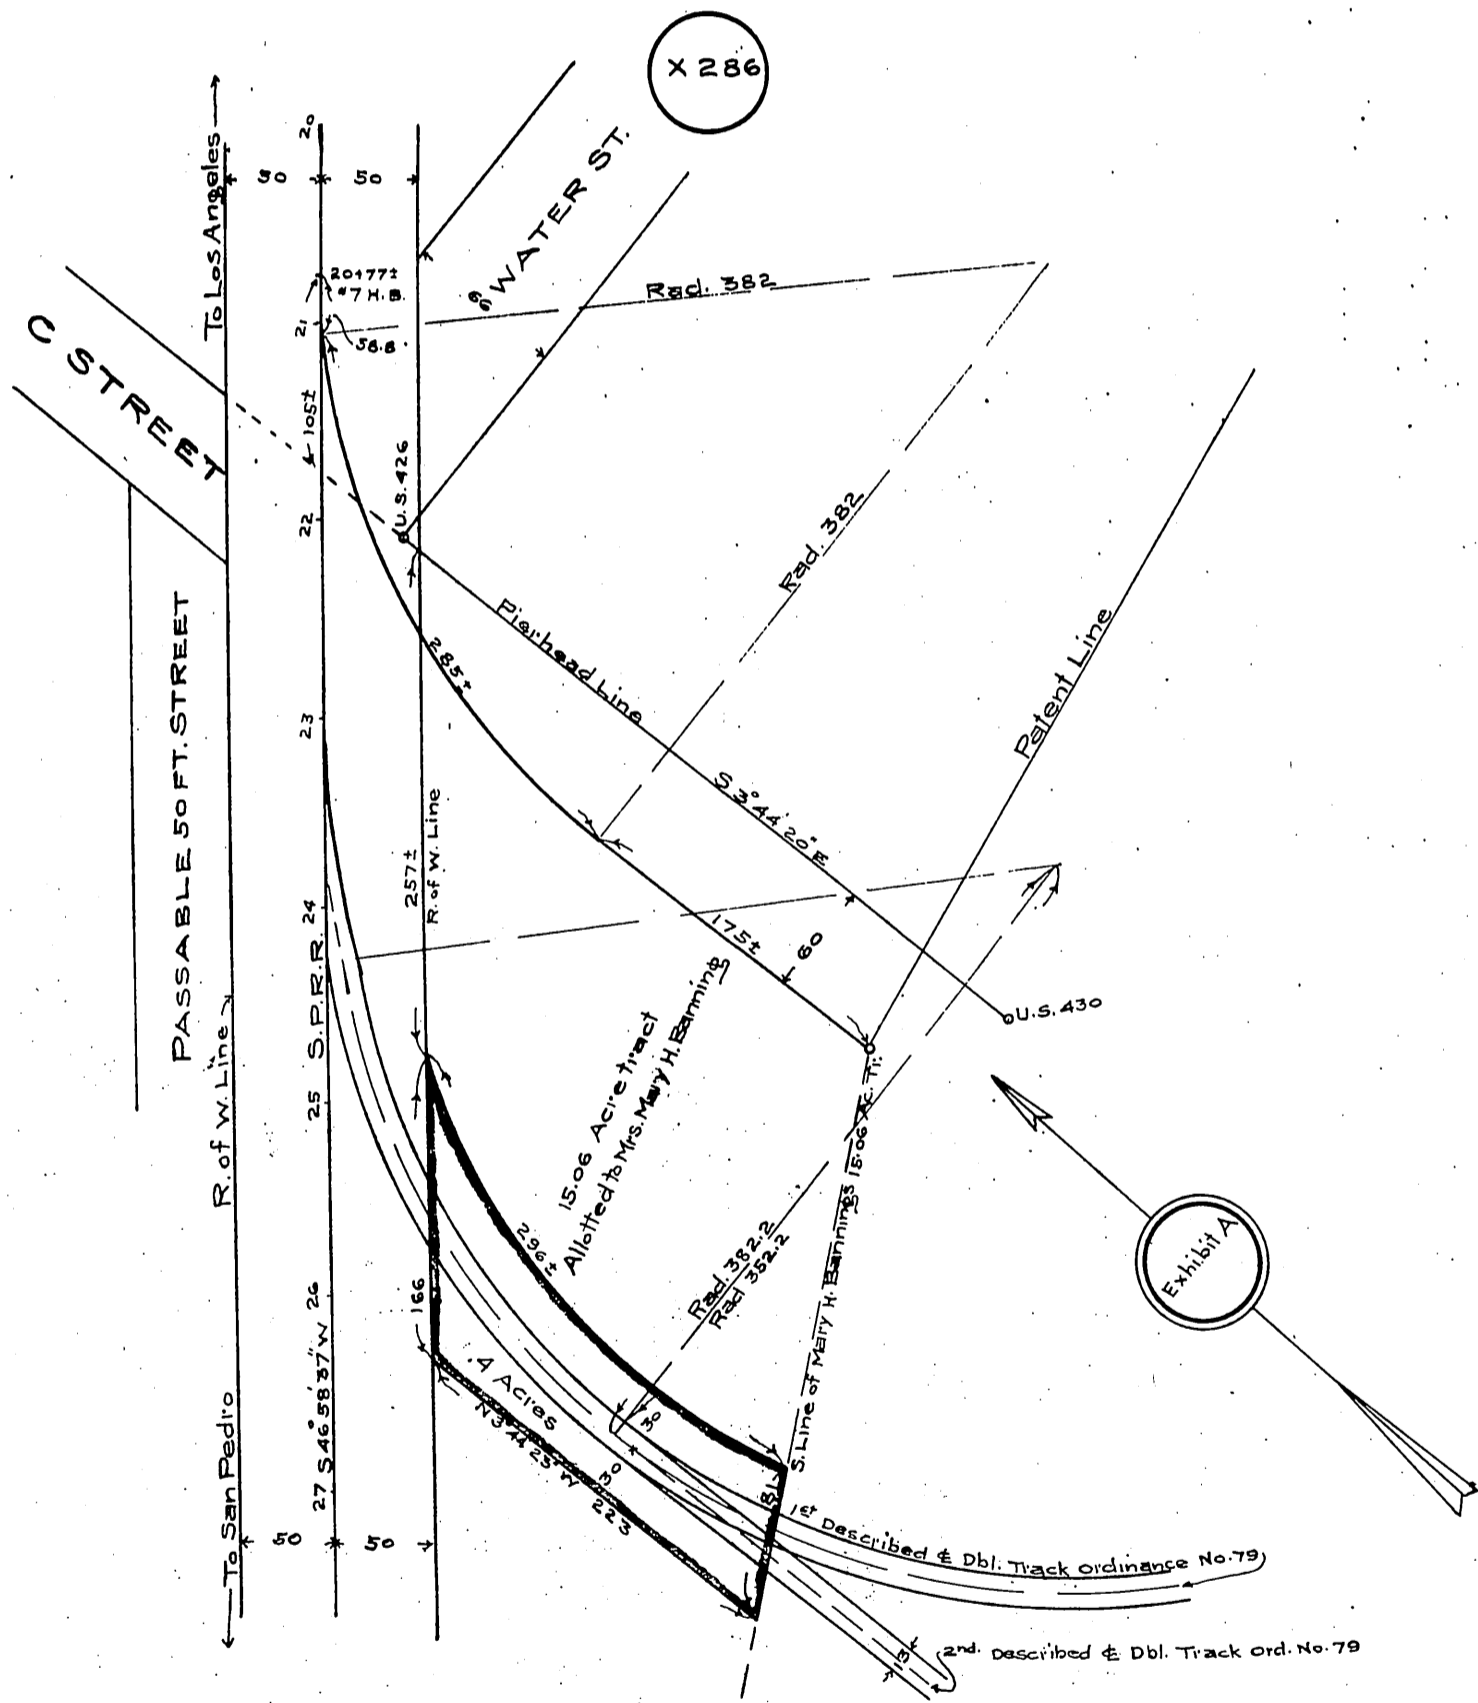 X 286
To Los Angeles
20
50
50
WATER ST.
20+77±
#7 H.B.
Rad. 382
21
58.8
C STREET
105±
U.S. 426
22
Rad. 382
Pierhead Line
285±
PASSABLE 50 FT. STREET
Patent Line
23
S 3° 44' 20" E
257±
R. of W. Line
24
175±
60
S.P.R.R.
U.S. 430
R. of W. Line
15.06 Acre tract
Allotted to Mrs. Mary H. Banning
25
S. Line of Mary H. Bannings 15.06 Ac. Tr.
296±
Rad. 382.2
Rad 352.2
Exhibit A
166
26
.4 Acres
S 46° 58' 37" W
30
N 3 44 23 W
30
223
27
81
To San Pedro
50
50
1st Described ₵ Dbl. Track Ordinance No. 79
13
2nd. Described ₵ Dbl. Track Ord. No. 79